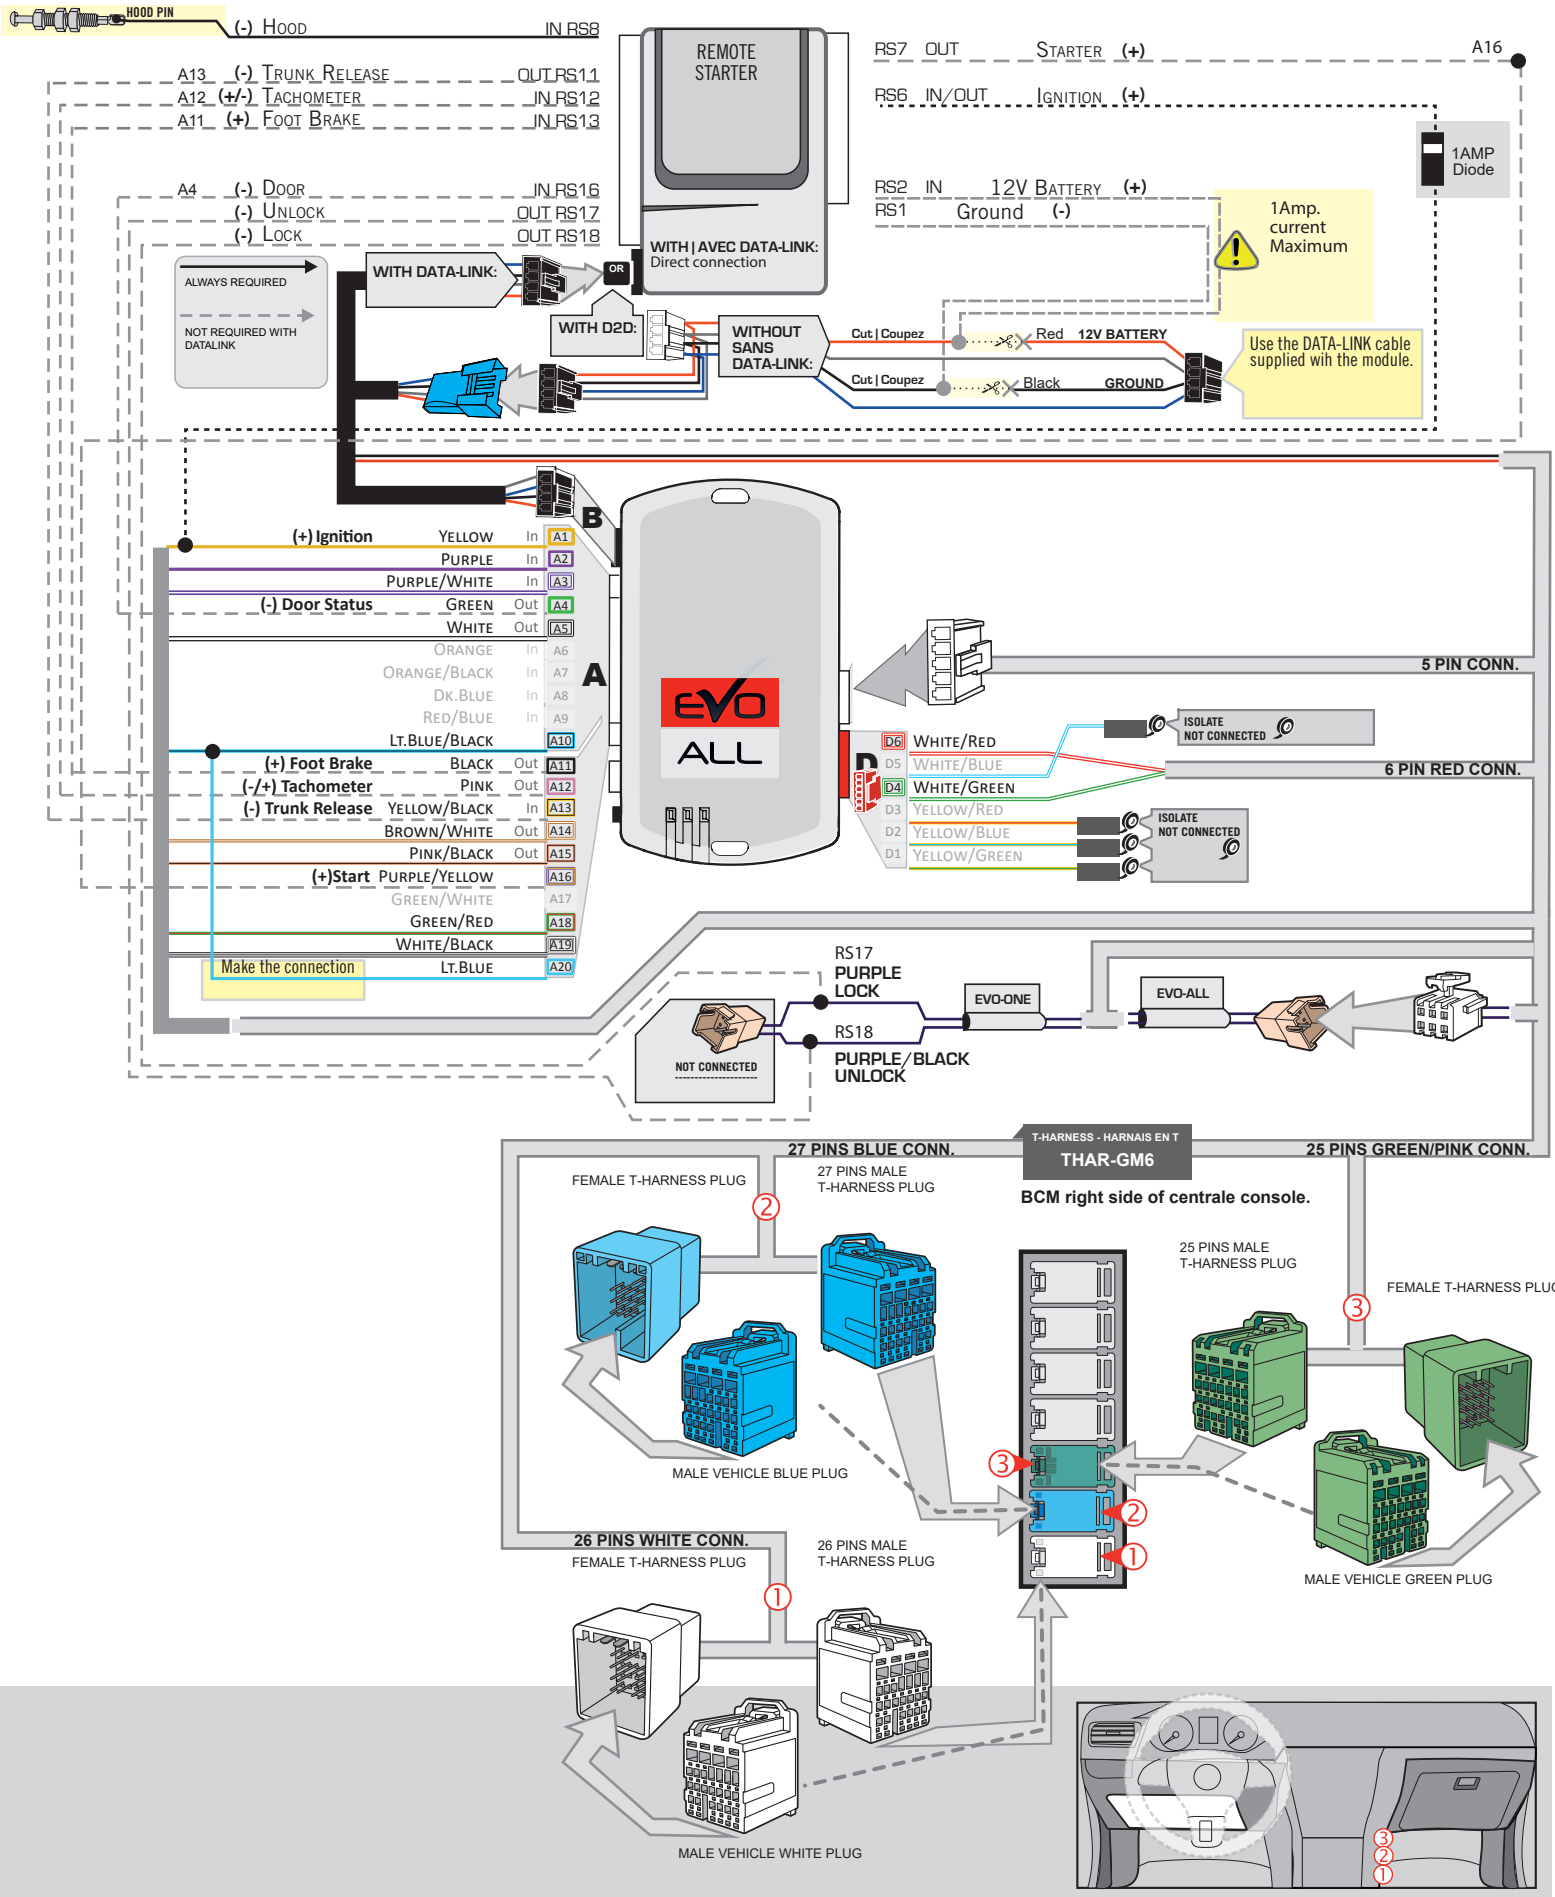 HOOD PIN
(-) HOOD IN RS8
A13 (-) TRUNK RELEASE OUT RS11
A12 (+/-) TACHOMETER IN RS12
A11 (+) FOOT BRAKE IN RS13
A4 (-) DOOR IN RS16
(-) UNLOCK OUT RS17
(-) LOCK OUT RS18
REMOTE
STARTER
WITH | AVEC DATA-LINK:
Direct connection
RS7 OUT STARTER (+) A16
RS6 IN/OUT IGNITION (+)
1AMP
Diode
RS2 IN 12V BATTERY (+)
RS1 Ground (-)
1Amp.
current
Maximum
ALWAYS REQUIRED
NOT REQUIRED WITH
DATALINK
WITH DATA-LINK:
OR
WITH D2D:
WITHOUT
SANS
DATA-LINK:
Cut | Coupez Red 12V BATTERY
Cut | Coupez Black GROUND
Use the DATA-LINK cable
supplied wih the module.
B
A
D
(+) Ignition YELLOW In A1
PURPLE In A2
PURPLE/WHITE In A3
(-) Door Status GREEN Out A4
WHITE Out A5
ORANGE In A6
ORANGE/BLACK In A7
DK.BLUE In A8
RED/BLUE In A9
LT.BLUE/BLACK A10
(+) Foot Brake BLACK Out A11
(-/+) Tachometer PINK Out A12
(-) Trunk Release YELLOW/BLACK In A13
BROWN/WHITE Out A14
PINK/BLACK Out A15
(+)Start PURPLE/YELLOW A16
GREEN/WHITE A17
GREEN/RED A18
WHITE/BLACK A19
Make the connection LT.BLUE A20
EVO
ALL
5 PIN CONN.
ISOLATE
NOT CONNECTED
D6 WHITE/RED
D5 WHITE/BLUE
D4 WHITE/GREEN
D3 YELLOW/RED
D2 YELLOW/BLUE
D1 YELLOW/GREEN
6 PIN RED CONN.
ISOLATE
NOT CONNECTED
RS17
PURPLE
LOCK
RS18
PURPLE/BLACK
UNLOCK
NOT CONNECTED
EVO-ONE
EVO-ALL
T-HARNESS - HARNAIS EN T
THAR-GM6
27 PINS BLUE CONN.
25 PINS GREEN/PINK CONN.
BCM right side of centrale console.
FEMALE T-HARNESS PLUG
27 PINS MALE
T-HARNESS PLUG
2
25 PINS MALE
T-HARNESS PLUG
FEMALE T-HARNESS PLUG
3
MALE VEHICLE BLUE PLUG
3
2
1
MALE VEHICLE GREEN PLUG
26 PINS WHITE CONN.
FEMALE T-HARNESS PLUG
26 PINS MALE
T-HARNESS PLUG
1
MALE VEHICLE WHITE PLUG
3
2
1